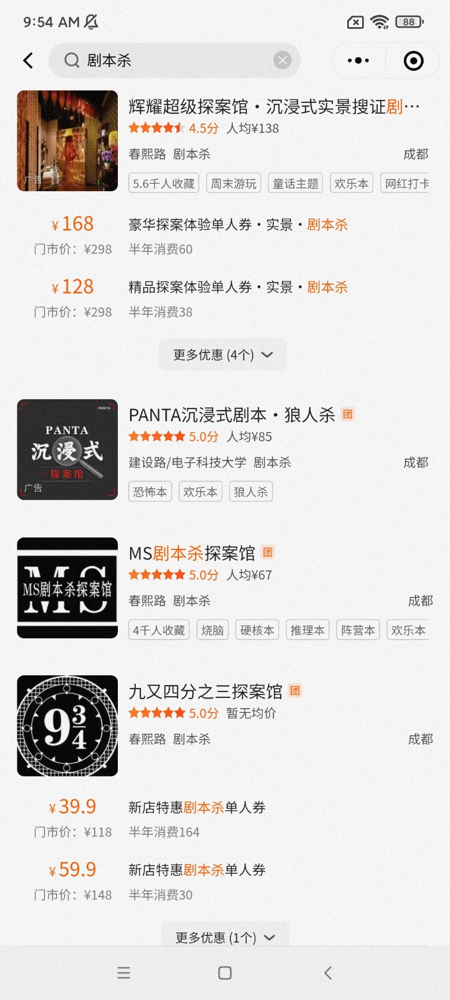 9:54 AM
88
剧本杀
辉耀超级探案馆·沉浸式实景搜证剧…
4.5分 人均¥138
春熙路 剧本杀 成都
广告
5.6千人收藏 周末游玩 童话主题 欢乐本 网红打卡
¥168 豪华探案体验单人券·实景·剧本杀
门市价：¥298 半年消费60
¥128 精品探案体验单人券·实景·剧本杀
门市价：¥298 半年消费38
更多优惠 (4个)
PANTA
PANTA
沉浸式
探案馆
广告
PANTA沉浸式剧本·狼人杀 团
5.0分 人均¥85
建设路/电子科技大学 剧本杀 成都
恐怖本 欢乐本 狼人杀
MS
MS剧本杀探案馆
MS剧本杀探案馆 团
5.0分 人均¥67
春熙路 剧本杀 成都
4千人收藏 烧脑 硬核本 推理本 阵营本 欢乐本
9¾
九又四分之三探案馆 团
5.0分 暂无均价
春熙路 剧本杀 成都
¥39.9 新店特惠剧本杀单人券
门市价：¥118 半年消费164
¥59.9 新店特惠剧本杀单人券
门市价：¥148 半年消费30
更多优惠 (1个)